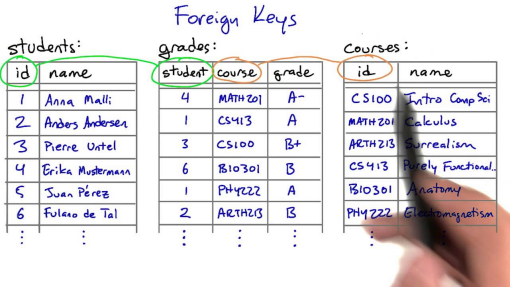 Foreign Keys
students: grades: courses:
id name student course grade id name
1 Anna Malli 4 MATH201 A- CS100 Intro Comp Sci
2 Anders Andersen 1 CS413 A MATH201 Calculus
3 Pierre Untel 3 CS100 B+ ARTH213 Surrealism
4 Erika Mustermann 6 BIO301 B CS413 Purely Functional..
5 Juan Pérez 1 PHY222 A BIO301 Anatomy
6 Fulano de Tal 2 ARTH213 B PHY222 Electromagnetism